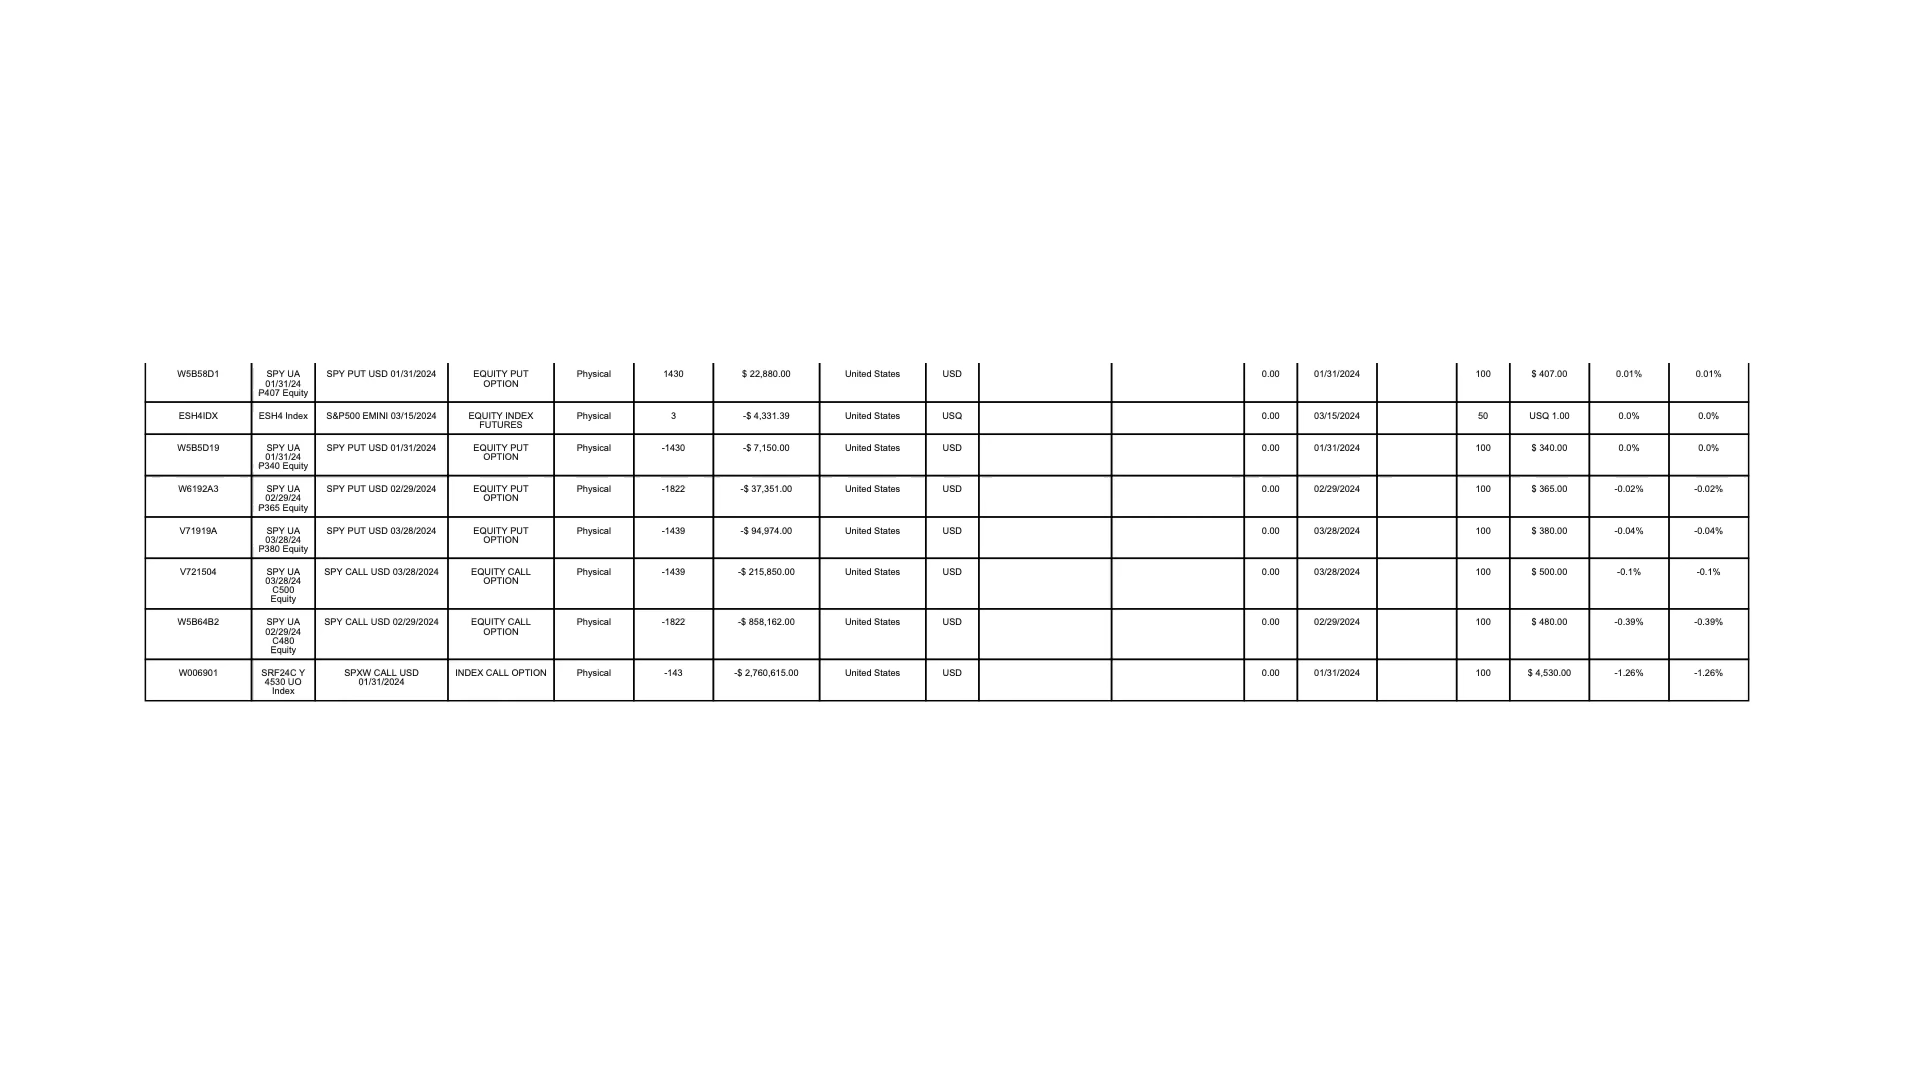 W5B58D1 SPY UA SPY PUT USD 01/31/2024 EQUITY PUT Physical 1430 $ 22,880.00 United States USD 0.00 01/31/2024 100 $ 407.00 0.01% 0.01%
01/31/24 OPTION
P407 Equity
ESH4IDX ESH4 Index S&P500 EMINI 03/15/2024 EQUITY INDEX Physical 3 -$ 4,331.39 United States USQ 0.00 03/15/2024 50 USQ 1.00 0.0% 0.0%
FUTURES
W5B5D19 SPY UA SPY PUT USD 01/31/2024 EQUITY PUT Physical -1430 -$ 7,150.00 United States USD 0.00 01/31/2024 100 $ 340.00 0.0% 0.0%
01/31/24 OPTION
P340 Equity
W6192A3 SPY UA SPY PUT USD 02/29/2024 EQUITY PUT Physical -1822 -$ 37,351.00 United States USD 0.00 02/29/2024 100 $ 365.00 -0.02% -0.02%
02/29/24 OPTION
P365 Equity
V71919A SPY UA SPY PUT USD 03/28/2024 EQUITY PUT Physical -1439 -$ 94,974.00 United States USD 0.00 03/28/2024 100 $ 380.00 -0.04% -0.04%
03/28/24 OPTION
P380 Equity
V721504 SPY UA SPY CALL USD 03/28/2024 EQUITY CALL Physical -1439 -$ 215,850.00 United States USD 0.00 03/28/2024 100 $ 500.00 -0.1% -0.1%
03/28/24 OPTION
C500
Equity
W5B64B2 SPY UA SPY CALL USD 02/29/2024 EQUITY CALL Physical -1822 -$ 858,162.00 United States USD 0.00 02/29/2024 100 $ 480.00 -0.39% -0.39%
02/29/24 OPTION
C480
Equity
W006901 SRF24C Y SPXW CALL USD INDEX CALL OPTION Physical -143 -$ 2,760,615.00 United States USD 0.00 01/31/2024 100 $ 4,530.00 -1.26% -1.26%
4530 UO 01/31/2024
Index